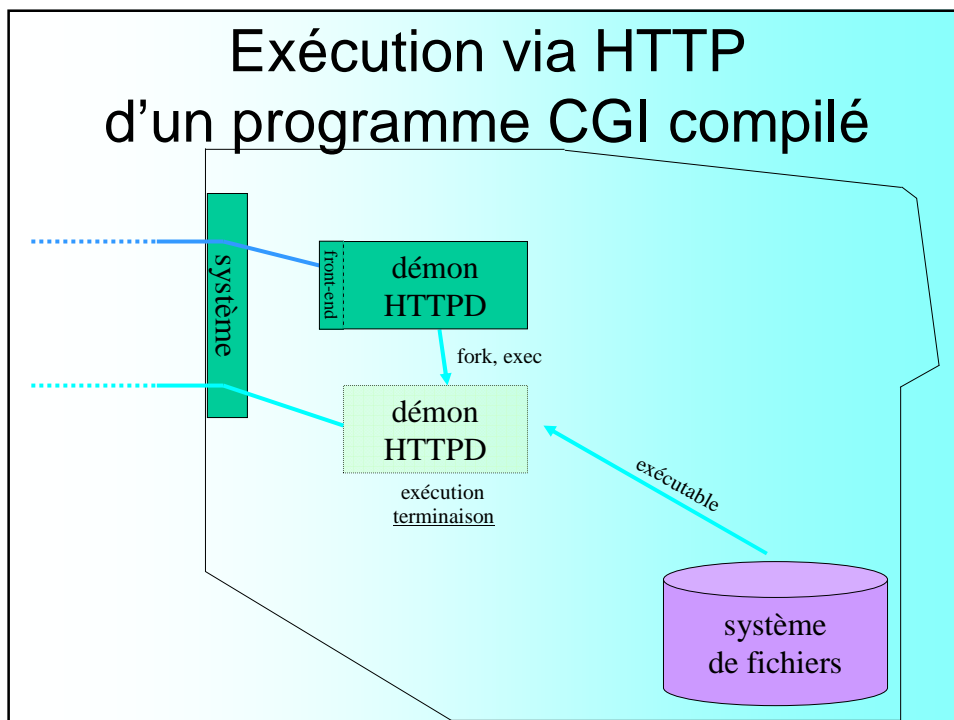 Exécution via HTTP
d'un programme CGI compilé
système
front-end
démon
HTTPD
fork, exec
démon
HTTPD
exécution
terminaison
exécutable
système
de fichiers